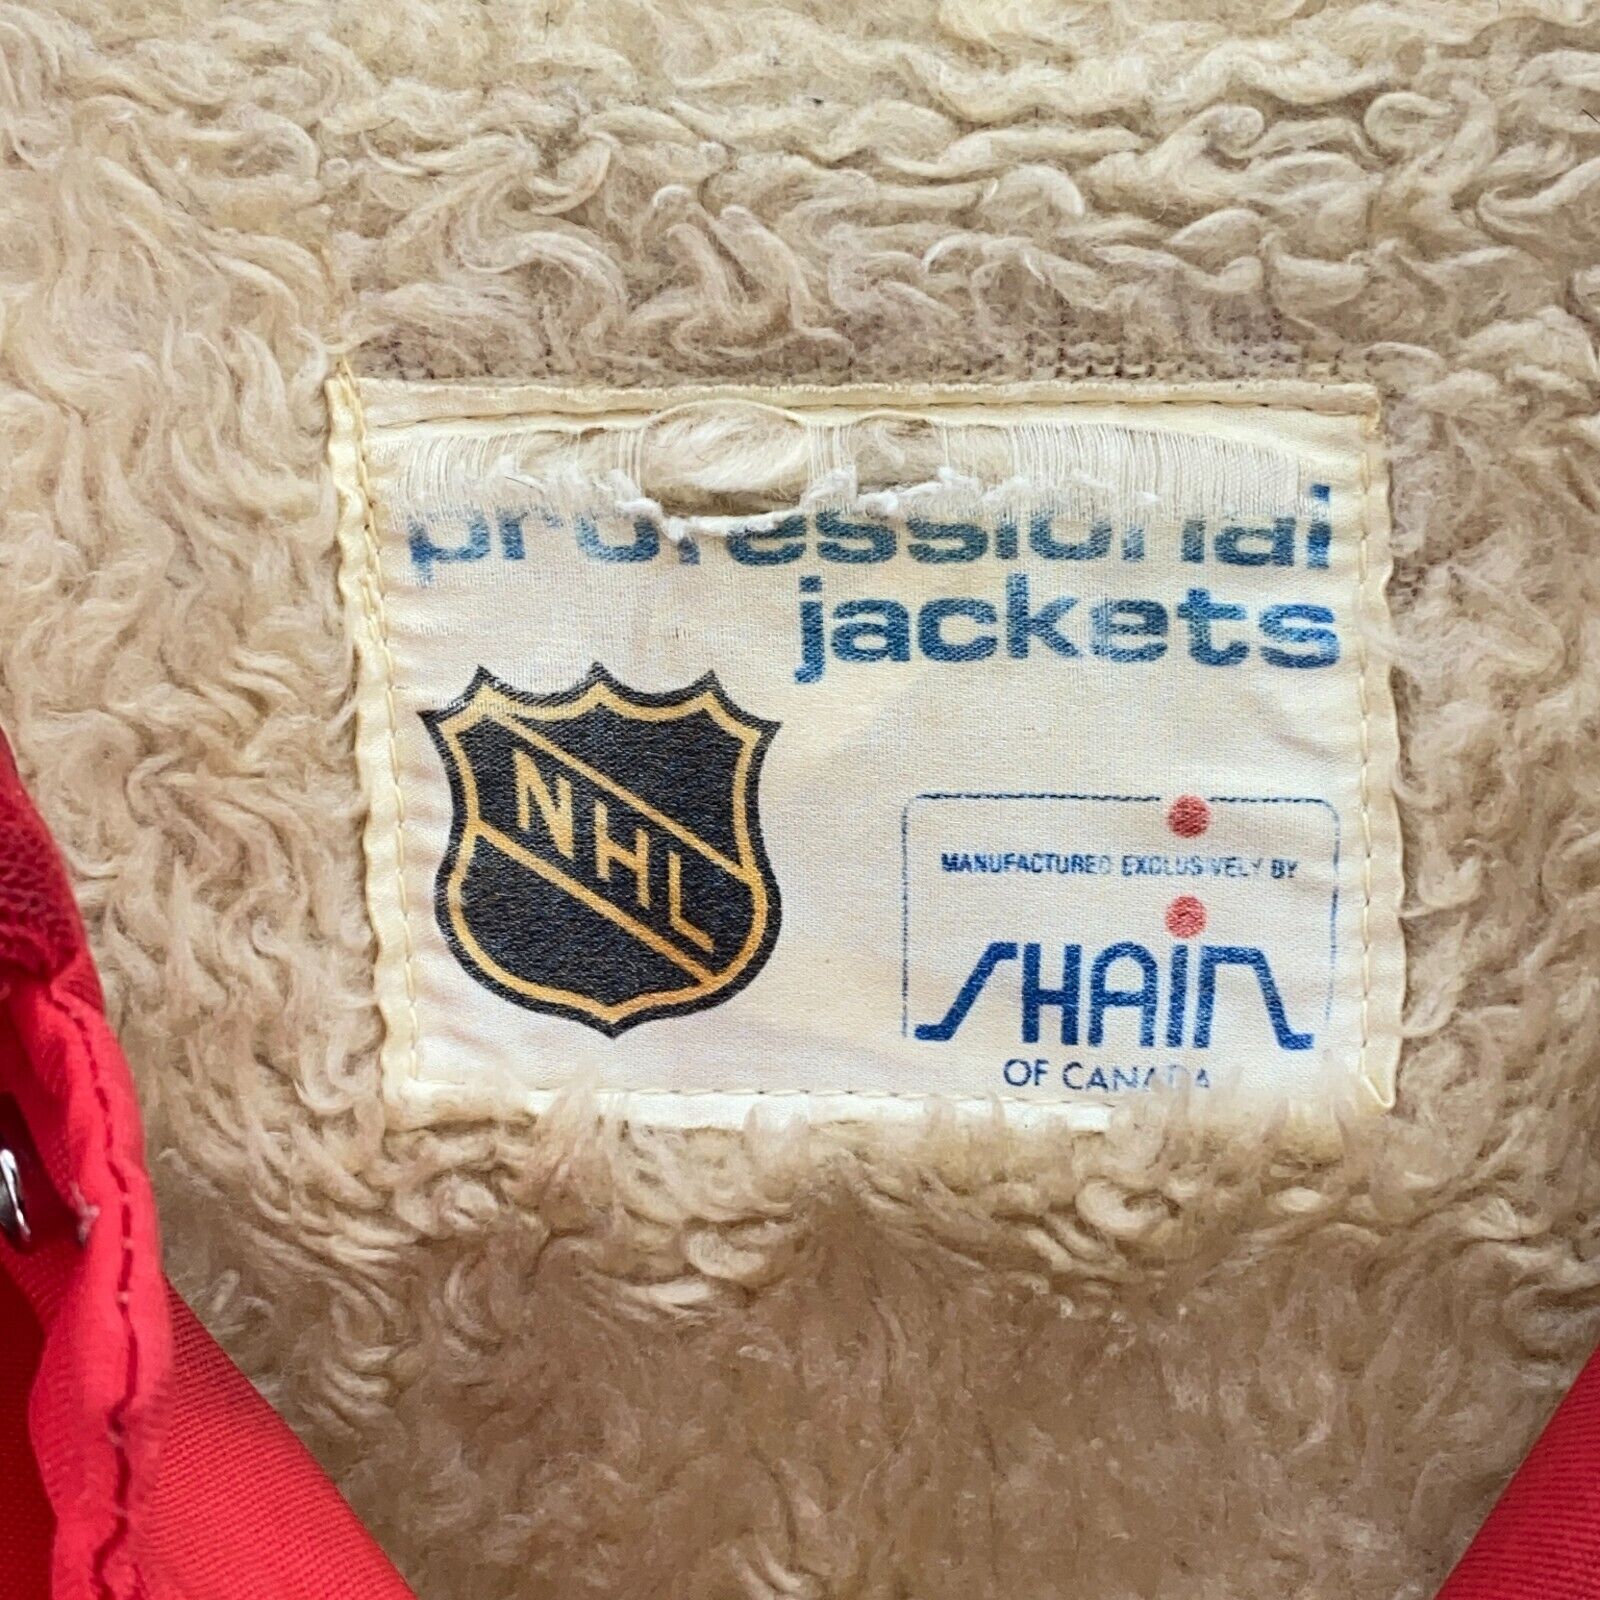 professional
jackets
NHL
MANUFACTURED EXCLUSIVELY BY
SHAIN
OF CANADA